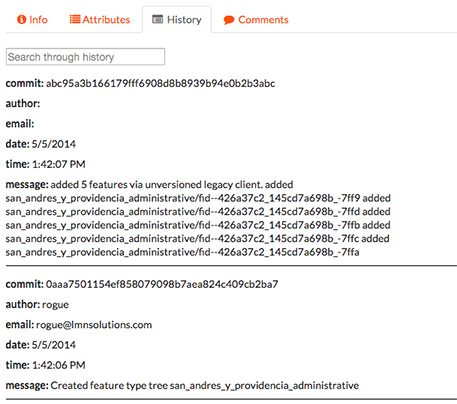 Info Attributes History Comments
Search through history
commit: abc95a3b166179fff6908d8b8939b94e0b2b3abc
author:
email:
date: 5/5/2014
time: 1:42:07 PM
message: added 5 features via unversioned legacy client. added
san_andres_y_providencia_administrative/fid--426a37c2_145cd7a698b_-7ff9 added
san_andres_y_providencia_administrative/fid--426a37c2_145cd7a698b_-7ffd added
san_andres_y_providencia_administrative/fid--426a37c2_145cd7a698b_-7ffb added
san_andres_y_providencia_administrative/fid--426a37c2_145cd7a698b_-7ffc added
san_andres_y_providencia_administrative/fid--426a37c2_145cd7a698b_-7ffa
commit: 0aaa7501154ef858079098b7aea824c409cb2ba7
author: rogue
email: rogue@lmnsolutions.com
date: 5/5/2014
time: 1:42:06 PM
message: Created feature type tree san_andres_y_providencia_administrative